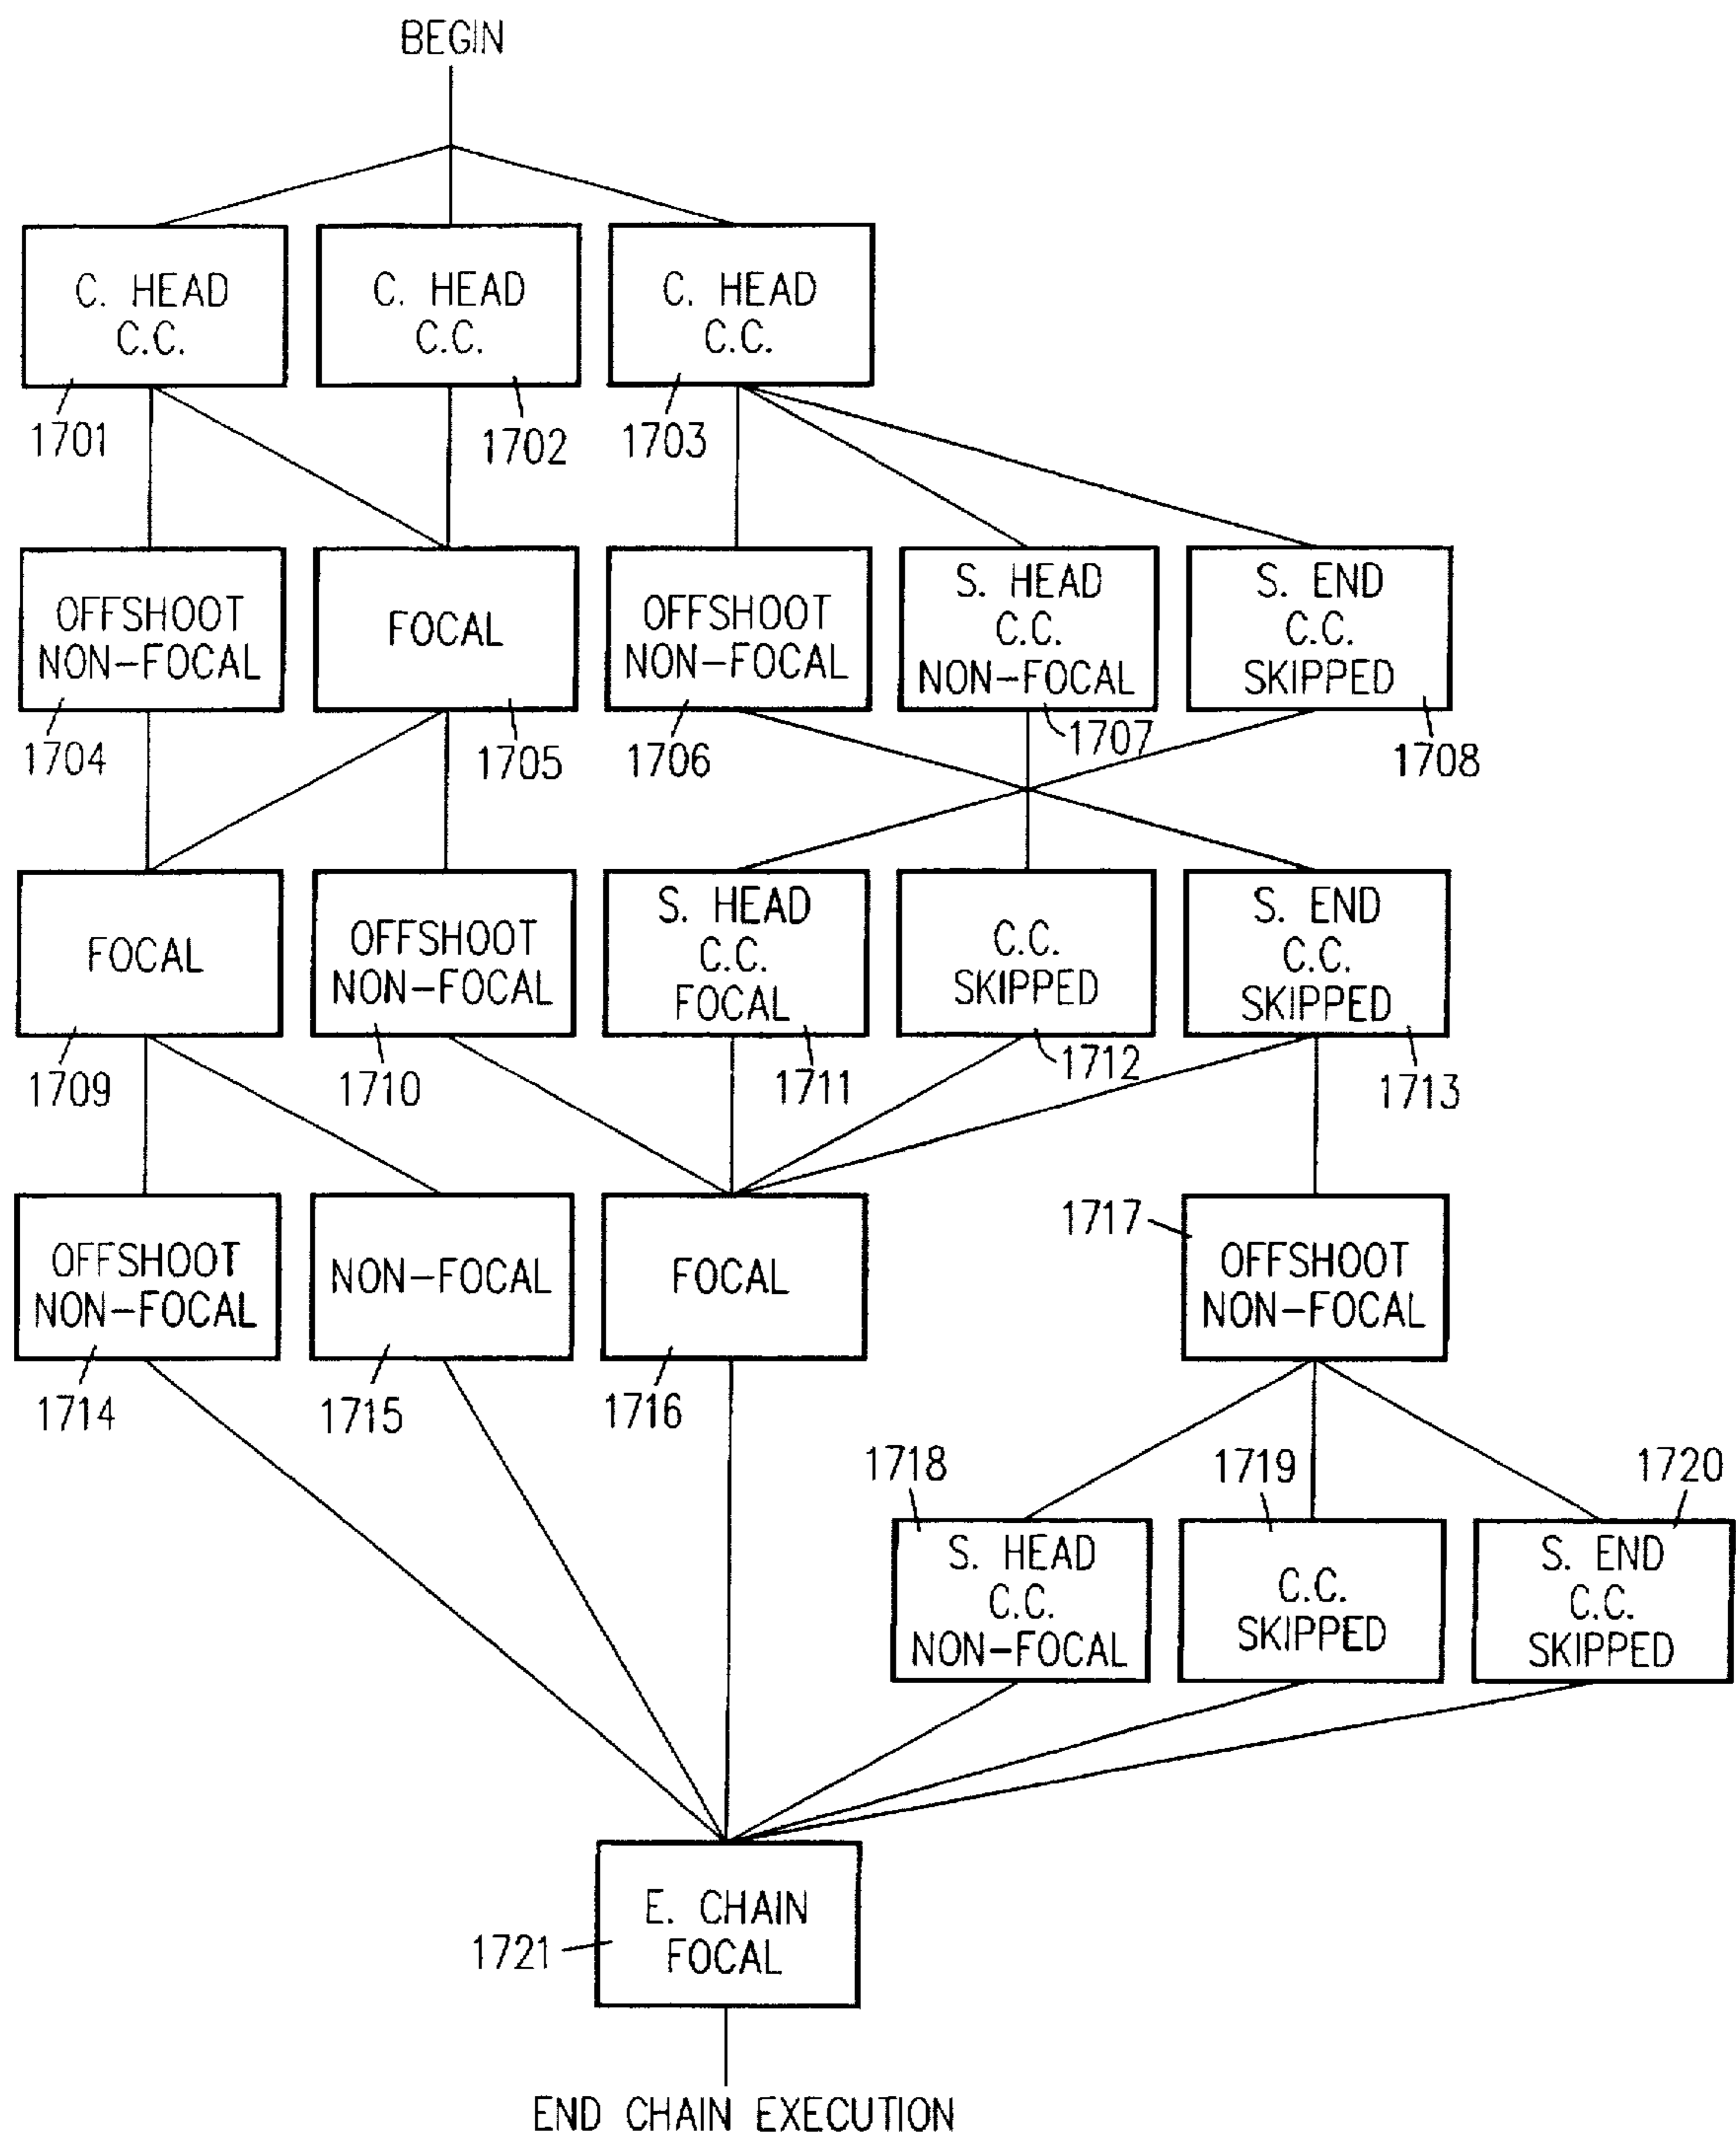 BEGIN
C. HEAD
C.C.
1701
C. HEAD
C.C.
1702
C. HEAD
C.C.
1703
OFFSHOOT
NON-FOCAL
1704
FOCAL
1705
OFFSHOOT
NON-FOCAL
1706
S. HEAD
C.C.
NON-FOCAL
1707
S. END
C.C.
SKIPPED
1708
FOCAL
1709
OFFSHOOT
NON-FOCAL
1710
S. HEAD
C.C.
FOCAL
1711
C.C.
SKIPPED
1712
S. END
C.C.
SKIPPED
1713
OFFSHOOT
NON-FOCAL
1714
NON-FOCAL
1715
FOCAL
1716
1717
OFFSHOOT
NON-FOCAL
1718
S. HEAD
C.C.
NON-FOCAL
1719
C.C.
SKIPPED
1720
S. END
C.C.
SKIPPED
E. CHAIN
FOCAL
1721
END CHAIN EXECUTION